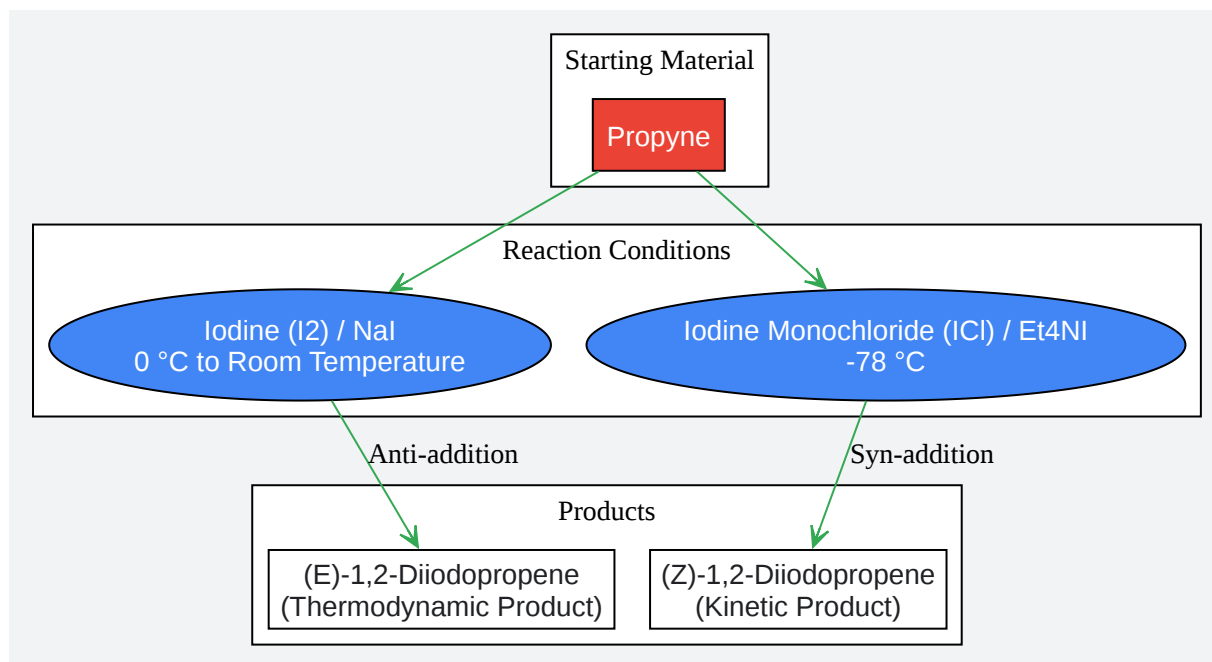 Starting Material
Propyne
Reaction Conditions
Iodine (I2) / NaI
0 °C to Room Temperature
Iodine Monochloride (ICl) / Et4NI
-78 °C
Anti-addition
Syn-addition
Products
(E)-1,2-Diiodopropene
(Thermodynamic Product)
(Z)-1,2-Diiodopropene
(Kinetic Product)